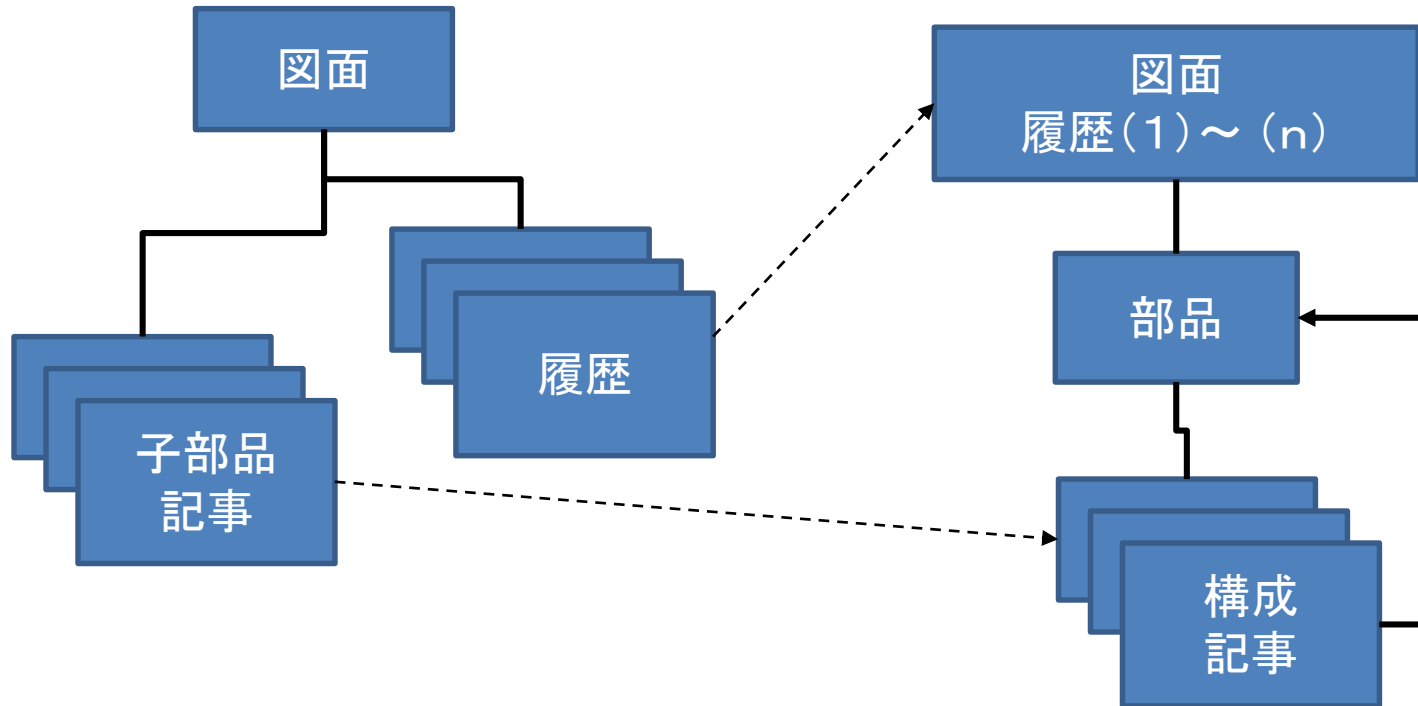 図面
履歴
子部品
記事
図面
履歴(1)～(n)
部品
構成
記事